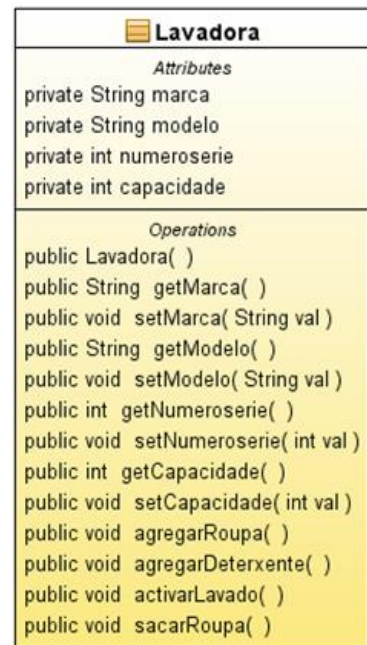 Lavadora
Attributes
private String marca
private String modelo
private int numeroserie
private int capacidade
Operations
public Lavadora( )
public String getMarca( )
public void setMarca( String val )
public String getModelo( )
public void setModelo( String val )
public int getNumeroserie( )
public void setNumeroserie( int val )
public int getCapacidade( )
public void setCapacidade( int val )
public void agregarRoupa( )
public void agregarDeterxente( )
public void activarLavado( )
public void sacarRoupa( )